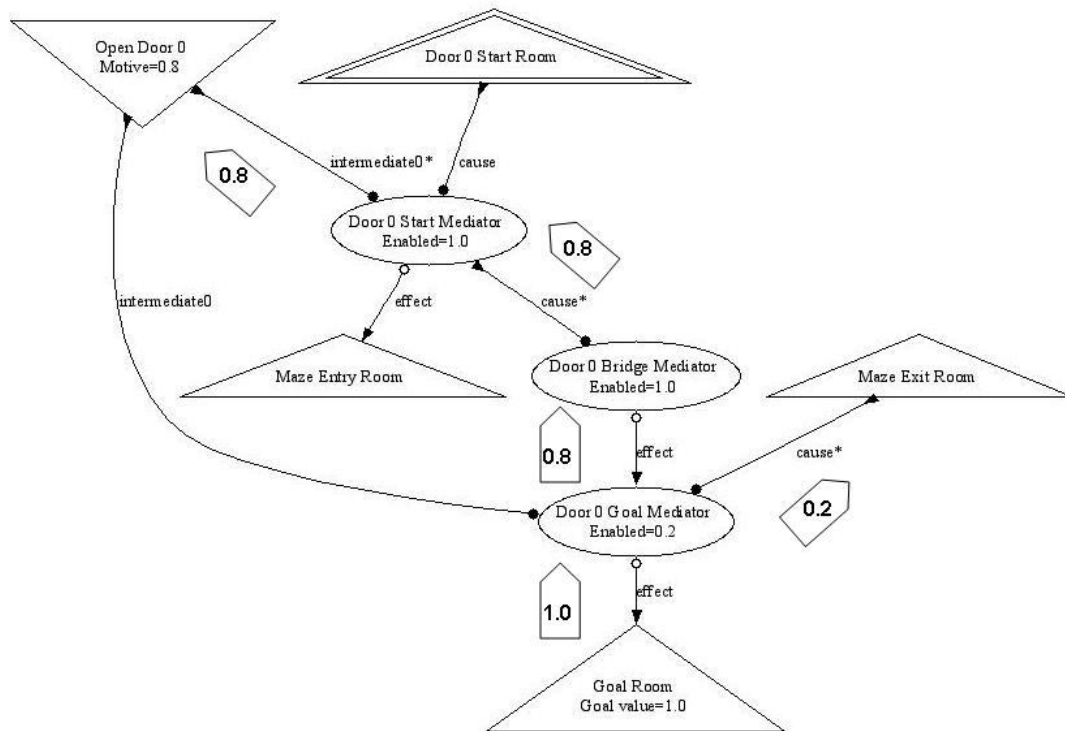 Open Door 0
Motive=0.8
Door 0 Start Room
intermediate0*
cause
0.8
Door 0 Start Mediator
Enabled=1.0
0.8
intermediate0
effect
cause*
Maze Entry Room
Door 0 Bridge Mediator
Enabled=1.0
Maze Exit Room
0.8
effect
cause*
Door 0 Goal Mediator
Enabled=0.2
0.2
1.0
effect
Goal Room
Goal value=1.0